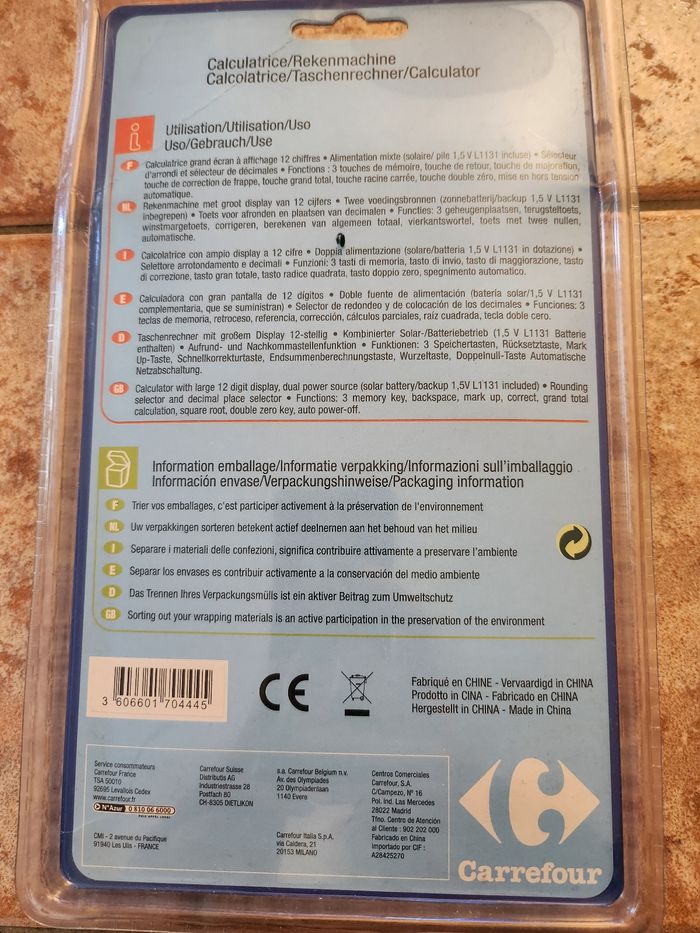 Calculatrice/Rekenmachine
Calcolatrice/Taschenrechner/Calculator
i
Utilisation/Utilisation/Uso
Uso/Gebrauch/Use
F Calculatrice grand écran à affichage 12 chiffres • Alimentation mixte (solaire/ pile 1,5 V L1131 incluse) • Sélecteur
d'arrondi et sélecteur de décimales • Fonctions : 3 touches de mémoire, touche de retour, touche de majoration,
touche de correction de frappe, touche grand total, touche racine carrée, touche double zéro, mise en hors tension
automatique.
NL Rekenmachine met groot display van 12 cijfers • Twee voedingsbronnen (zonnebatterij/backup 1,5 V L1131
inbegrepen) • Toets voor afronden en plaatsen van decimalen • Functies: 3 geheugenplaatsen, terugsteltoets,
winstmargetoets, corrigeren, berekenen van algemeen totaal, vierkantswortel, toets met twee nullen,
automatische.
I Calcolatrice con ampio display a 12 cifre • Doppia alimentazione (solare/batteria 1,5 V L1131 in dotazione) •
Selettore arrotondamento e decimali • Funzioni: 3 tasti di memoria, tasto di invio, tasto di maggiorazione, tasto
di correzione, tasto gran totale, tasto radice quadrata, tasto doppio zero, spegnimento automatico.
E Calculadora con gran pantalla de 12 dígitos • Doble fuente de alimentación (batería solar/1,5 V L1131
complementaria, que se suministran) • Selector de redondeo y de colocación de los decimales • Funciones: 3
teclas de memoria, retroceso, referencia, corrección, cálculos parciales, raíz cuadrada, tecla doble cero.
D Taschenrechner mit großem Display 12-stellig • Kombinierter Solar-/Batteriebetrieb (1,5 V L1131 Batterie
enthalten) • Aufrund- und Nachkommastellenfunktion • Funktionen: 3 Speichertasten, Rücksetztaste, Mark
Up-Taste, Schnellkorrekturtaste, Endsummenberechnungstaste, Wurzeltaste, Doppelnull-Taste Automatische
Netzabschaltung.
GB Calculator with large 12 digit display, dual power source (solar battery/backup 1,5V L1131 included) • Rounding
selector and decimal place selector • Functions: 3 memory key, backspace, mark up, correct, grand total
calculation, square root, double zero key, auto power-off.
Information emballage/Informatie verpakking/Informazioni sull'imballaggio
Información envase/Verpackungshinweise/Packaging information
F Trier vos emballages, c'est participer activement à la préservation de l'environnement
NL Uw verpakkingen sorteren betekent actief deelnernen aan het behoud van het milieu
I Separare i materiali delle confezioni, significa contribuire attivamente a preservare l'ambiente
E Separar los envases es contribuir activamente a la conservación del medio ambiente
D Das Trennen Ihres Verpackungsmülls ist ein aktiver Beitrag zum Umweltschutz
GB Sorting out your wrapping materials is an active participation in the preservation of the environment
3 606601 704445
CE
Fabriqué en CHINE - Vervaardigd in CHINA
Prodotto in CINA - Fabricado en CHINA
Hergestellt in CHINA - Made in China
Service consommateurs
Carrefour France
TSA 50010
92695 Levallois Cedex
www.carrefour.fr
N°Azur 0 810 06 6000
PRIX APPEL LOCAL
CMI - 2 avenue du Pacifique
91940 Les Ulis - FRANCE
Carrefour Suisse
Distributis AG
Industriestrasse 28
Postfach 80
CH-8305 DIETLIKON
s.a. Carrefour Belgium n.v.
Av. des Olympiades
20 Olympiadenlaan
1140 Evere
Carrefour Italia S.p.A.
via Caldera, 21
20153 MILANO
Centros Comerciales
Carrefour, S.A.
C/Campezo, Nº 16
Pol. Ind. Las Mercedes
28022 Madrid
Tfno. Centro de Atención
al Cliente : 902 202 000
Fabricado en China
importado por CIF :
A28425270
Carrefour